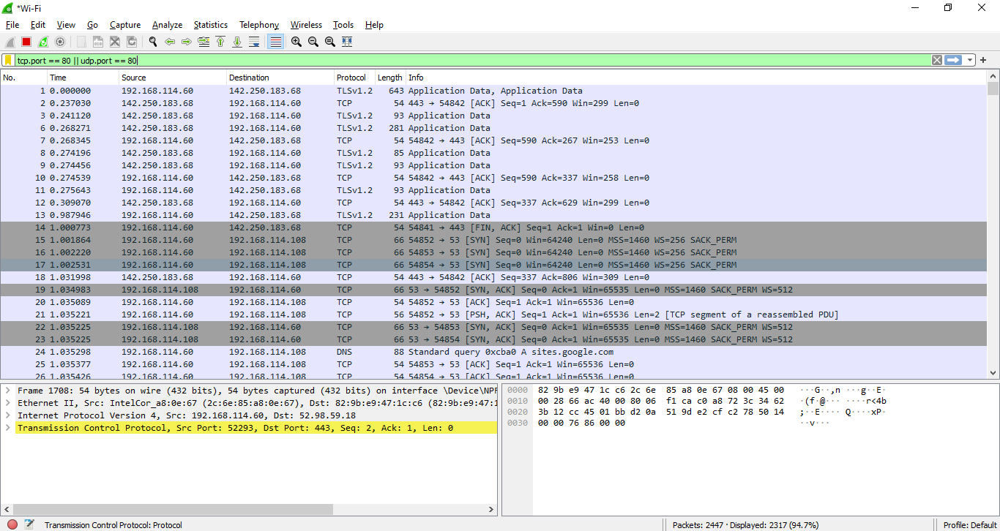 *Wi-Fi
File Edit View Go Capture Analyze Statistics Telephony Wireless Tools Help
tcp.port == 80 || udp.port == 80
No. Time Source Destination Protocol Length Info
1 0.000000 192.168.114.60 142.250.183.68 TLSv1.2 643 Application Data, Application Data
2 0.237030 142.250.183.68 192.168.114.60 TCP 54 443 → 54842 [ACK] Seq=1 Ack=590 Win=299 Len=0
3 0.241120 142.250.183.68 192.168.114.60 TLSv1.2 93 Application Data
6 0.268271 142.250.183.68 192.168.114.60 TLSv1.2 281 Application Data
7 0.268345 192.168.114.60 142.250.183.68 TCP 54 54842 → 443 [ACK] Seq=590 Ack=267 Win=253 Len=0
8 0.274196 142.250.183.68 192.168.114.60 TLSv1.2 85 Application Data
9 0.274456 142.250.183.68 192.168.114.60 TLSv1.2 93 Application Data
10 0.274539 192.168.114.60 142.250.183.68 TCP 54 54842 → 443 [ACK] Seq=590 Ack=337 Win=258 Len=0
11 0.275643 192.168.114.60 142.250.183.68 TLSv1.2 93 Application Data
12 0.309070 142.250.183.68 192.168.114.60 TCP 54 443 → 54842 [ACK] Seq=337 Ack=629 Win=299 Len=0
13 0.987946 192.168.114.60 142.250.183.68 TLSv1.2 231 Application Data
14 1.000773 192.168.114.60 142.250.183.68 TCP 54 54841 → 443 [FIN, ACK] Seq=1 Ack=1 Win=0 Len=0
15 1.001864 192.168.114.60 192.168.114.108 TCP 66 54852 → 53 [SYN] Seq=0 Win=64240 Len=0 MSS=1460 WS=256 SACK_PERM
16 1.002220 192.168.114.60 192.168.114.108 TCP 66 54853 → 53 [SYN] Seq=0 Win=64240 Len=0 MSS=1460 WS=256 SACK_PERM
17 1.002531 192.168.114.60 192.168.114.108 TCP 66 54854 → 53 [SYN] Seq=0 Win=64240 Len=0 MSS=1460 WS=256 SACK_PERM
18 1.031998 142.250.183.68 192.168.114.60 TCP 54 443 → 54842 [ACK] Seq=337 Ack=806 Win=309 Len=0
19 1.034983 192.168.114.108 192.168.114.60 TCP 66 53 → 54852 [SYN, ACK] Seq=0 Ack=1 Win=65535 Len=0 MSS=1460 SACK_PERM WS=512
20 1.035089 192.168.114.60 192.168.114.108 TCP 54 54852 → 53 [ACK] Seq=1 Ack=1 Win=65536 Len=0
21 1.035221 192.168.114.60 192.168.114.108 TCP 56 54852 → 53 [PSH, ACK] Seq=1 Ack=1 Win=65536 Len=2 [TCP segment of a reassembled PDU]
22 1.035225 192.168.114.108 192.168.114.60 TCP 66 53 → 54853 [SYN, ACK] Seq=0 Ack=1 Win=65535 Len=0 MSS=1460 SACK_PERM WS=512
23 1.035225 192.168.114.108 192.168.114.60 TCP 66 53 → 54854 [SYN, ACK] Seq=0 Ack=1 Win=65535 Len=0 MSS=1460 SACK_PERM WS=512
24 1.035298 192.168.114.60 192.168.114.108 DNS 88 Standard query 0xcba0 A sites.google.com
25 1.035377 192.168.114.60 192.168.114.108 TCP 54 54853 → 53 [ACK] Seq=1 Ack=1 Win=65536 Len=0
26 1.035426 192.168.114.60 192.168.114.108 TCP 54 54854 → 53 [ACK] Seq=1 Ack=1 Win=65536 Len=0
Frame 1708: 54 bytes on wire (432 bits), 54 bytes captured (432 bits) on interface \Device\NPF
Ethernet II, Src: IntelCor_a8:0e:67 (2c:6e:85:a8:0e:67), Dst: 82:9b:e9:47:1c:c6 (82:9b:e9:47:1
Internet Protocol Version 4, Src: 192.168.114.60, Dst: 52.98.59.18
Transmission Control Protocol, Src Port: 52293, Dst Port: 443, Seq: 2, Ack: 1, Len: 0
0000 82 9b e9 47 1c c6 2c 6e 85 a8 0e 67 08 00 45 00 ···G··,n ···g··E·
0010 00 28 66 ac 40 00 80 06 f1 ca c0 a8 72 3c 34 62 ·(f·@··· ····r<4b
0020 3b 12 cc 45 01 bb d2 0a 51 9d e2 cf c2 78 50 14 ;··E···· Q····xP·
0030 00 00 76 86 00 00 ··v···
Transmission Control Protocol: Protocol
Packets: 2447 · Displayed: 2317 (94.7%)
Profile: Default